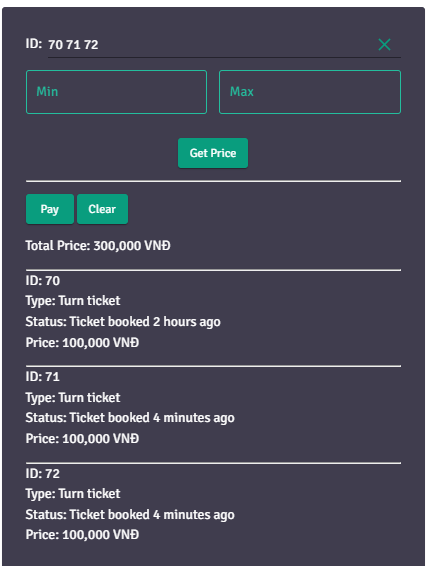 ID: 70 71 72
Min Max
Get Price
Pay Clear
Total Price: 300,000 VNĐ
ID: 70
Type: Turn ticket
Status: Ticket booked 2 hours ago
Price: 100,000 VNĐ
ID: 71
Type: Turn ticket
Status: Ticket booked 4 minutes ago
Price: 100,000 VNĐ
ID: 72
Type: Turn ticket
Status: Ticket booked 4 minutes ago
Price: 100,000 VNĐ